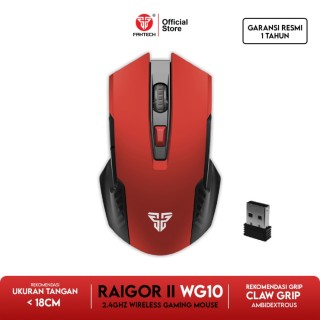 FANTECH
Official
Store
GARANSI RESMI
1 TAHUN
REKOMENDASI
UKURAN TANGAN
< 18CM
RAIGOR II WG10
2.4GHZ WIRELESS GAMING MOUSE
REKOMENDASI GRIP
CLAW GRIP
AMBIDEXTROUS